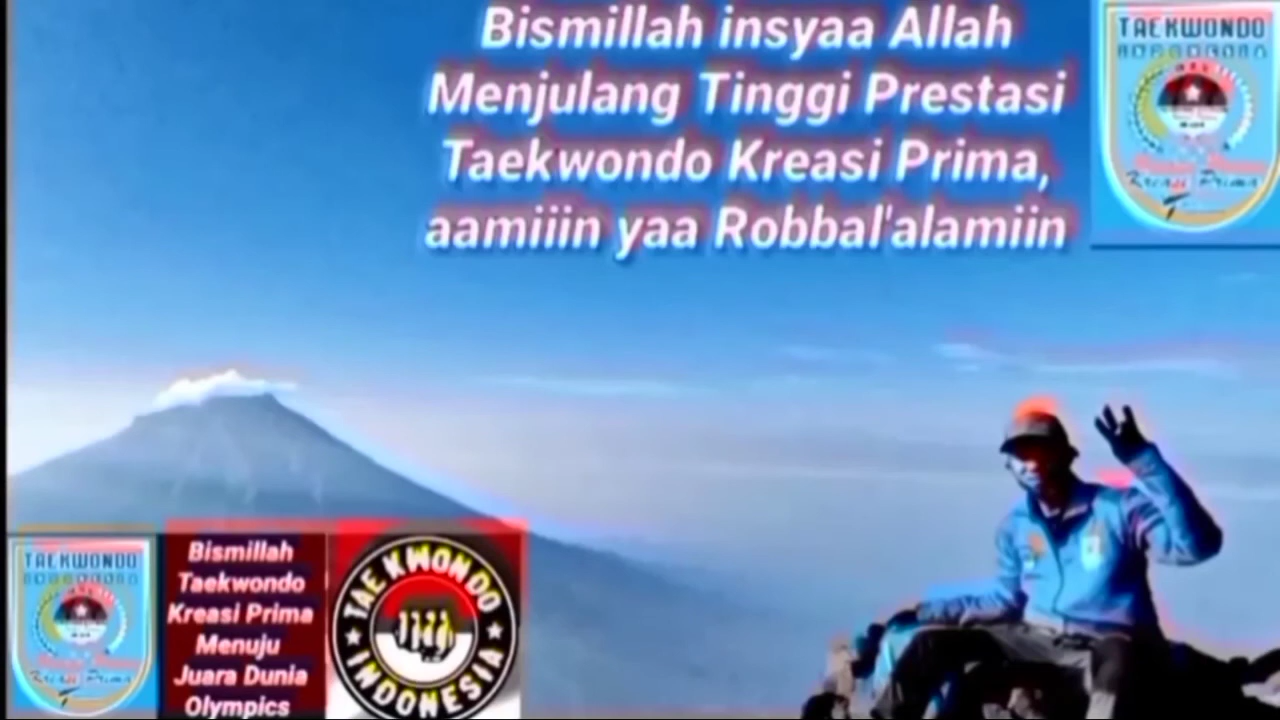 Bismillah insyaa Allah
Menjulang Tinggi Prestasi
Taekwondo Kreasi Prima,
aamiiin yaa Robbal'alamiin
TAEKWONDO
Kreasi Prima
TAEKWONDO
Kreasi Prima
Bismillah
Taekwondo
Kreasi Prima
Menuju
Juara Dunia
Olympics
TAEKWONDO
INDONESIA